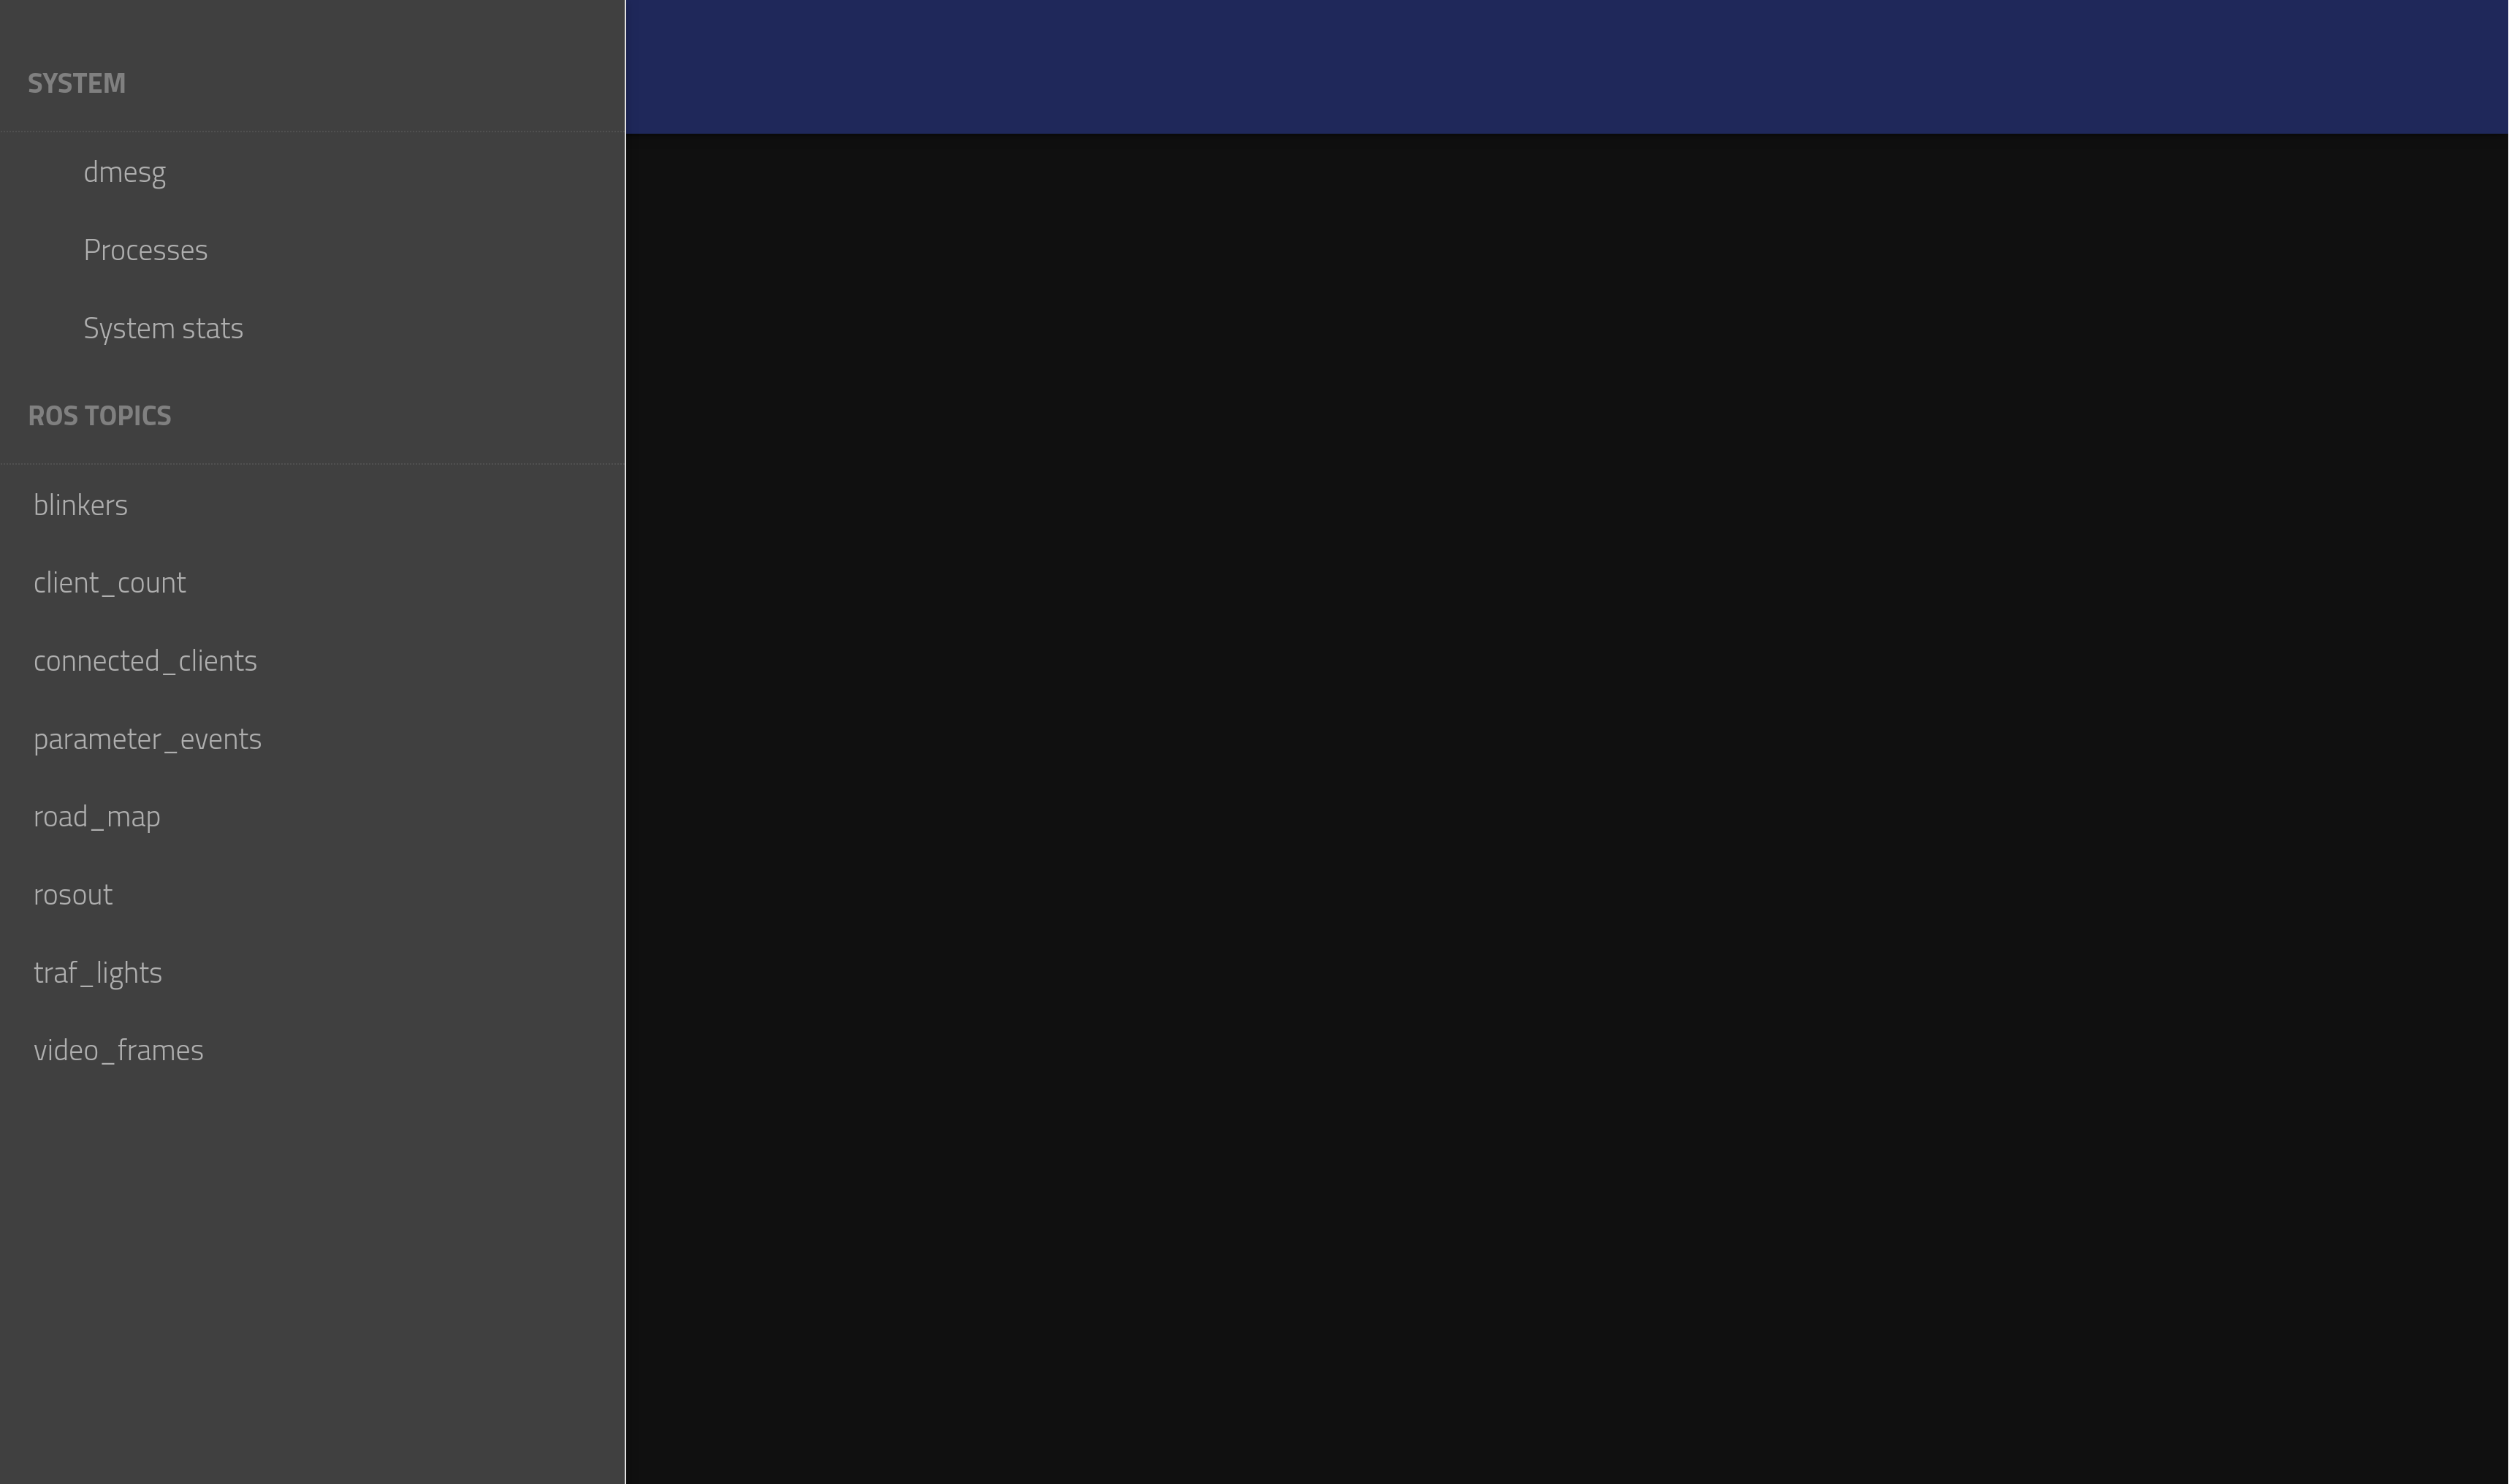 SYSTEM
dmesg
Processes
System stats
ROS TOPICS
blinkers
client_count
connected_clients
parameter_events
road_map
rosout
traf_lights
video_frames